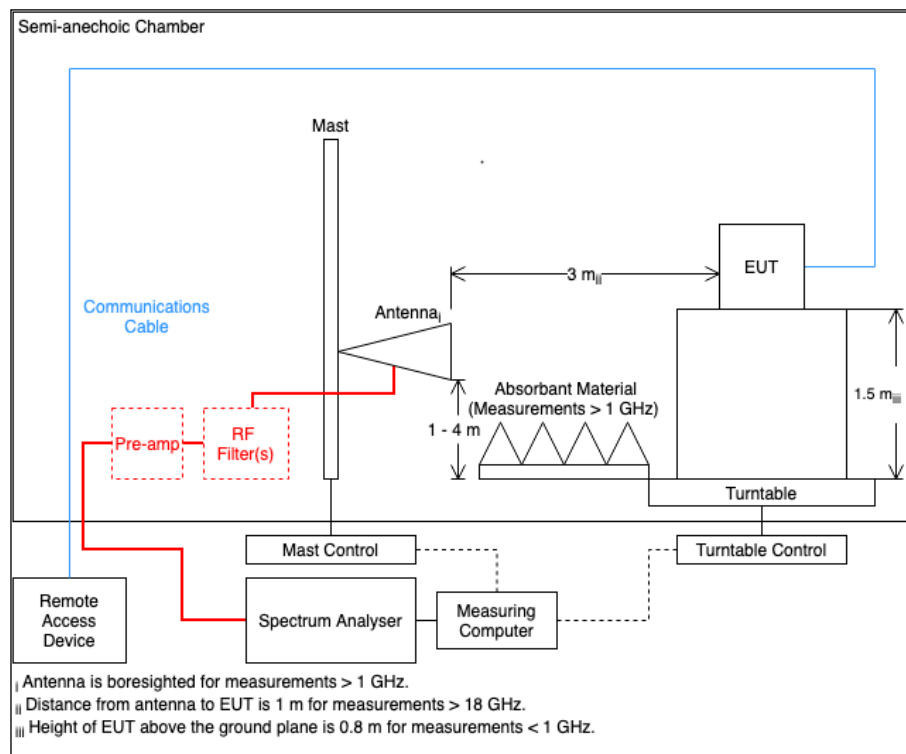 Semi-anechoic Chamber
Mast
EUT
3 mii
Communications
Cable
Antennai
Absorbant Material
(Measurements > 1 GHz)
1.5 miii
1 - 4 m
Pre-amp
RF
Filter(s)
Turntable
Mast Control
Turntable Control
Remote
Access
Device
Spectrum Analyser
Measuring
Computer
i Antenna is boresighted for measurements > 1 GHz.
ii Distance from antenna to EUT is 1 m for measurements > 18 GHz.
iii Height of EUT above the ground plane is 0.8 m for measurements < 1 GHz.